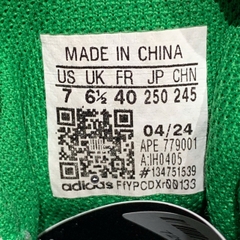 MADE IN CHINA
US UK FR JP CHN
7 6½ 40 250 245
04/24
APE 779001
A:IH0405
#134751539
adidas FIYPCDXr00133